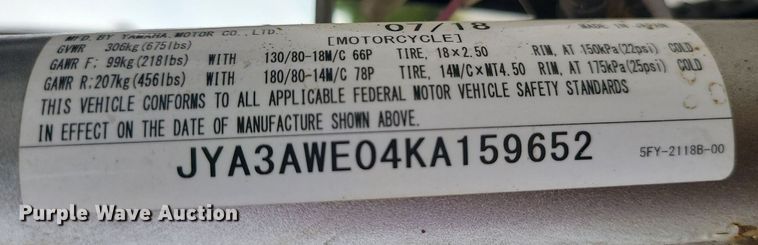 MFD. BY YAMAHA MOTOR CO., LTD. 07/18 MADE IN JAPAN
GVWR 306kg(675lbs) [MOTORCYCLE]
GAWR F: 99kg(218lbs) WITH 130/80-18M/C 66P TIRE, 18×2.50 RIM, AT 150kPa(22psi) COLD
GAWR R:207kg(456lbs) WITH 180/80-14M/C 78P TIRE, 14M/C×MT4.50 RIM, AT 175kPa(25psi) COLD
THIS VEHICLE CONFORMS TO ALL APPLICABLE FEDERAL MOTOR VEHICLE SAFETY STANDARDS
IN EFFECT ON THE DATE OF MANUFACTURE SHOWN ABOVE.
JYA3AWE04KA159652 5FY-2118B-00
Purple Wave Auction